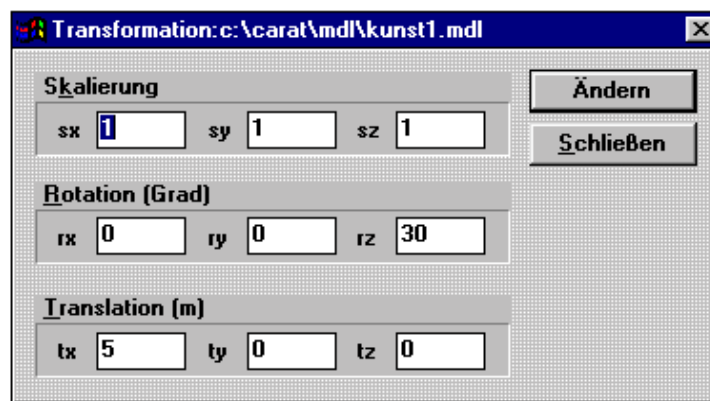 Transformation:c:\carat\mdl\kunst1.mdl
Skalierung
sx 1 sy 1 sz 1
Ändern
Schließen
Rotation (Grad)
rx 0 ry 0 rz 30
Translation (m)
tx 5 ty 0 tz 0